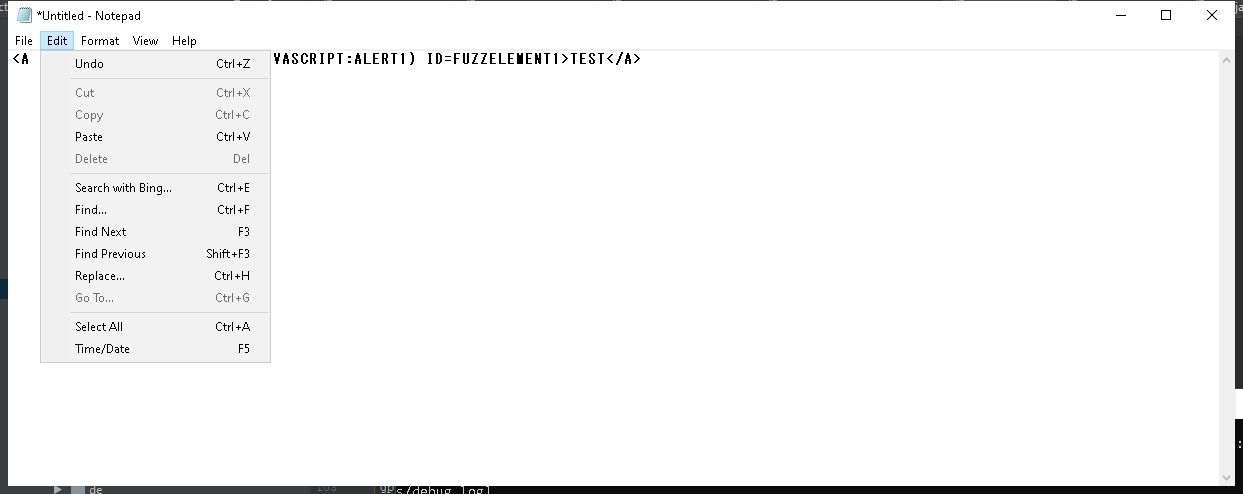 *Untitled - Notepad
File Edit Format View Help
<A VASCRIPT:ALERT1) ID=FUZZELEMENT1>TEST</A>
Undo Ctrl+Z
Cut Ctrl+X
Copy Ctrl+C
Paste Ctrl+V
Delete Del
Search with Bing... Ctrl+E
Find... Ctrl+F
Find Next F3
Find Previous Shift+F3
Replace... Ctrl+H
Go To... Ctrl+G
Select All Ctrl+A
Time/Date F5
de 103 s/debug.log]